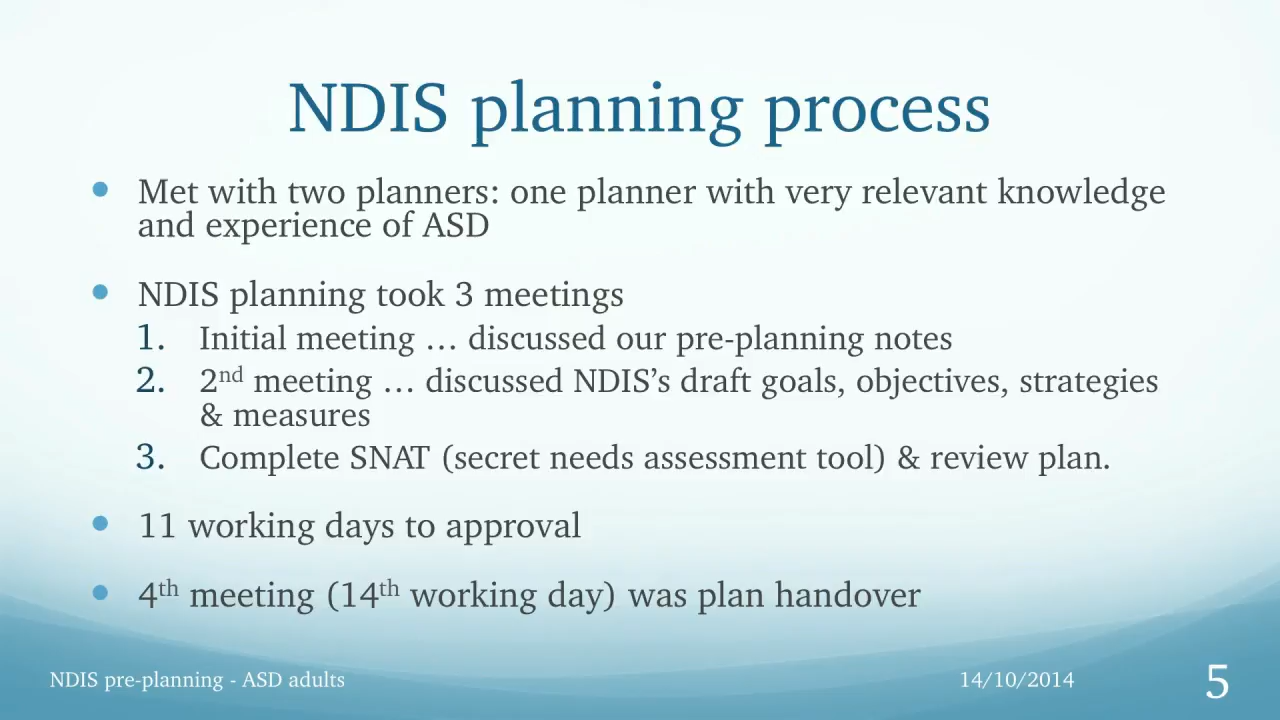 NDIS planning process
• Met with two planners: one planner with very relevant knowledge
and experience of ASD
• NDIS planning took 3 meetings
1. Initial meeting … discussed our pre-planning notes
2. 2nd meeting … discussed NDIS’s draft goals, objectives, strategies
& measures
3. Complete SNAT (secret needs assessment tool) & review plan.
• 11 working days to approval
• 4th meeting (14th working day) was plan handover
NDIS pre-planning - ASD adults 14/10/2014 5